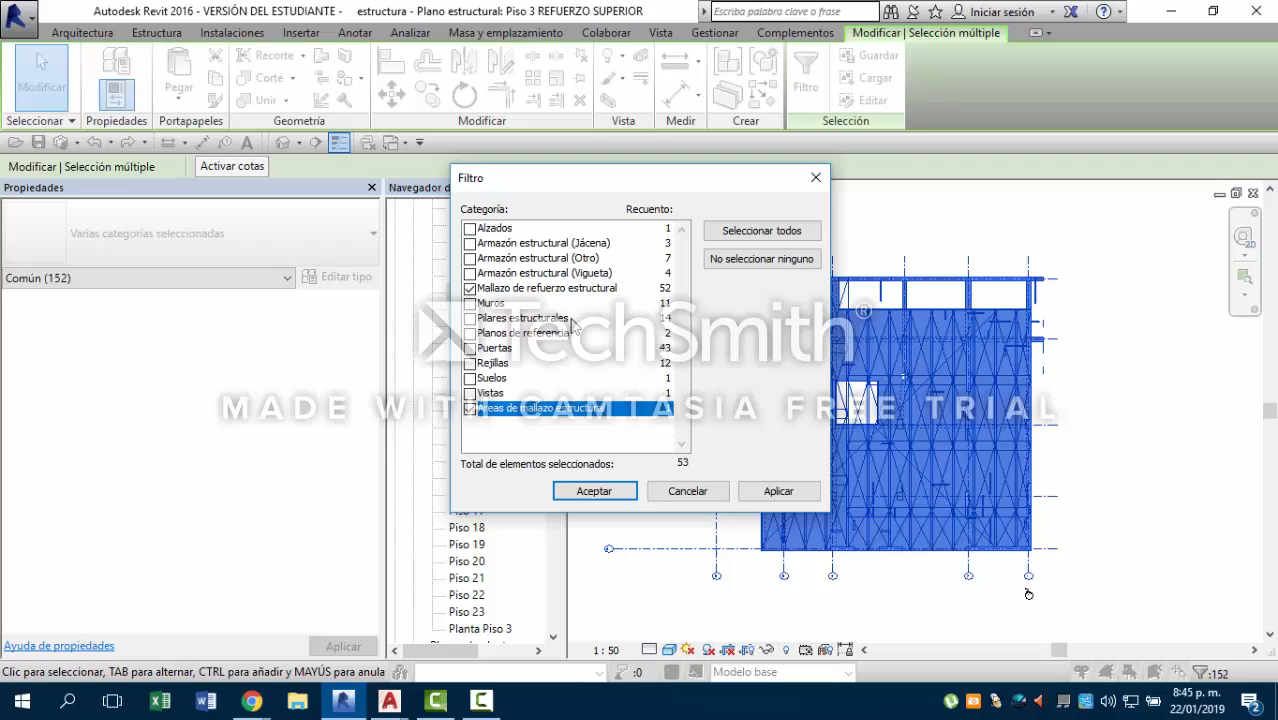 Autodesk Revit 2016 - VERSIÓN DEL ESTUDIANTE - estructura - Plano estructural: Piso 3 REFUERZO SUPERIOR
Escriba palabra clave o frase
Iniciar sesión
Arquitectura Estructura Instalaciones Insertar Anotar Analizar Masa y emplazamiento Colaborar Vista Gestionar Complementos Modificar | Selección múltiple
Modificar
Pegar
Recorte
Corte
Unir
Filtro
Guardar
Cargar
Editar
Seleccionar Propiedades Portapapeles Geometría Modificar Vista Medir Crear Selección
Modificar | Selección múltiple
Activar cotas
Propiedades
Varias categorías seleccionadas
Común (152)
Editar tipo
Navegador d
Filtro
Categoría: Recuento:
Alzados 1
Armazón estructural (Jácena) 3
Armazón estructural (Otro) 7
Armazón estructural (Vigueta) 4
Mallazo de refuerzo estructural 52
Muros 11
Pilares estructurales 14
Planos de referencia 2
Puertas 43
Rejillas 12
Suelos 1
Vistas 1
Áreas de mallazo estructural
Seleccionar todos
No seleccionar ninguno
Total de elementos seleccionados: 53
Aceptar Cancelar Aplicar
TechSmith®
MADE WITH CAMTASIA FREE TRIAL
Piso 18
Piso 19
Piso 20
Piso 21
Piso 22
Piso 23
Planta Piso 3
Ayuda de propiedades
Aplicar
1 : 50
Clic para seleccionar, TAB para alternar, CTRL para añadir y MAYÚS para anula
:0
Modelo base
:152
8:45 p. m.
22/01/2019
2